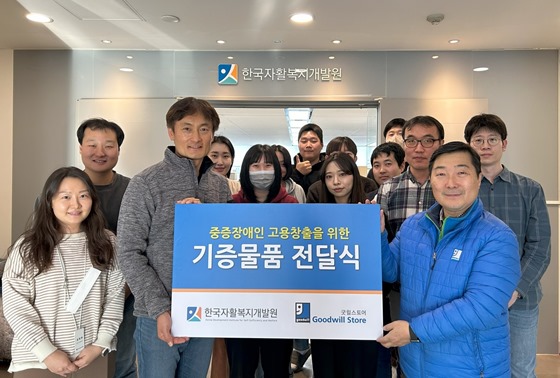 한국자활복지개발원
중증장애인 고용창출을 위한
기증물품 전달식
한국자활복지개발원
goodwill
굿윌스토어
Goodwill Store